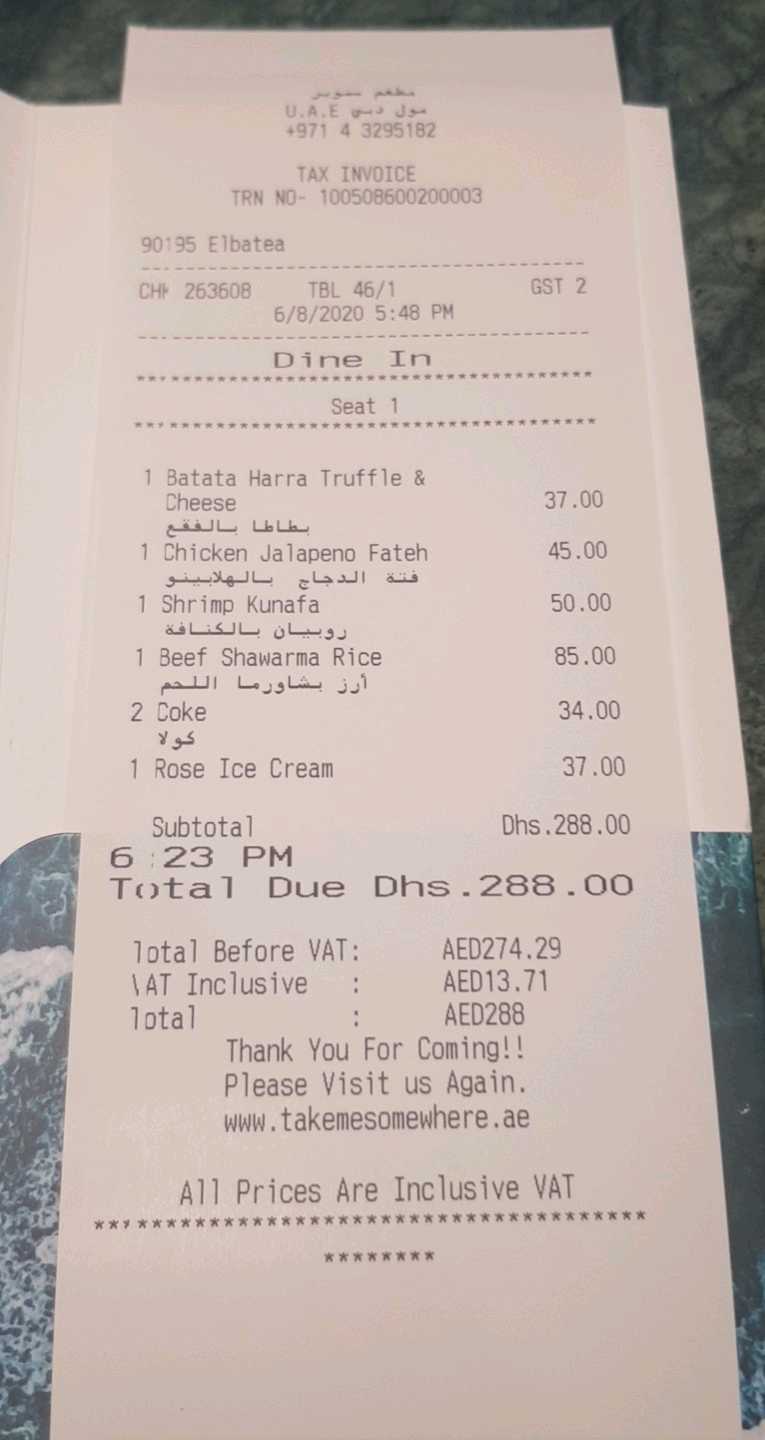 مطعم سوبر
U.A.E مول دبي
+971 4 3295182
TAX INVOICE
TRN NO- 100508600200003
90195 Elbatea
CHK 263608 TBL 46/1 GST 2
6/8/2020 5:48 PM
Dine In
Seat 1
1 Batata Harra Truffle &
Cheese 37.00
بطاطا بالفقع
1 Chicken Jalapeno Fateh 45.00
فتة الدجاج بالهلابينو
1 Shrimp Kunafa 50.00
روبيان بالكنافة
1 Beef Shawarma Rice 85.00
أرز بشاورما اللحم
2 Coke 34.00
كولا
1 Rose Ice Cream 37.00
Subtotal Dhs.288.00
6:23 PM
Total Due Dhs.288.00
Total Before VAT: AED274.29
VAT Inclusive : AED13.71
Total : AED288
Thank You For Coming!!
Please Visit us Again.
www.takemesomewhere.ae
All Prices Are Inclusive VAT